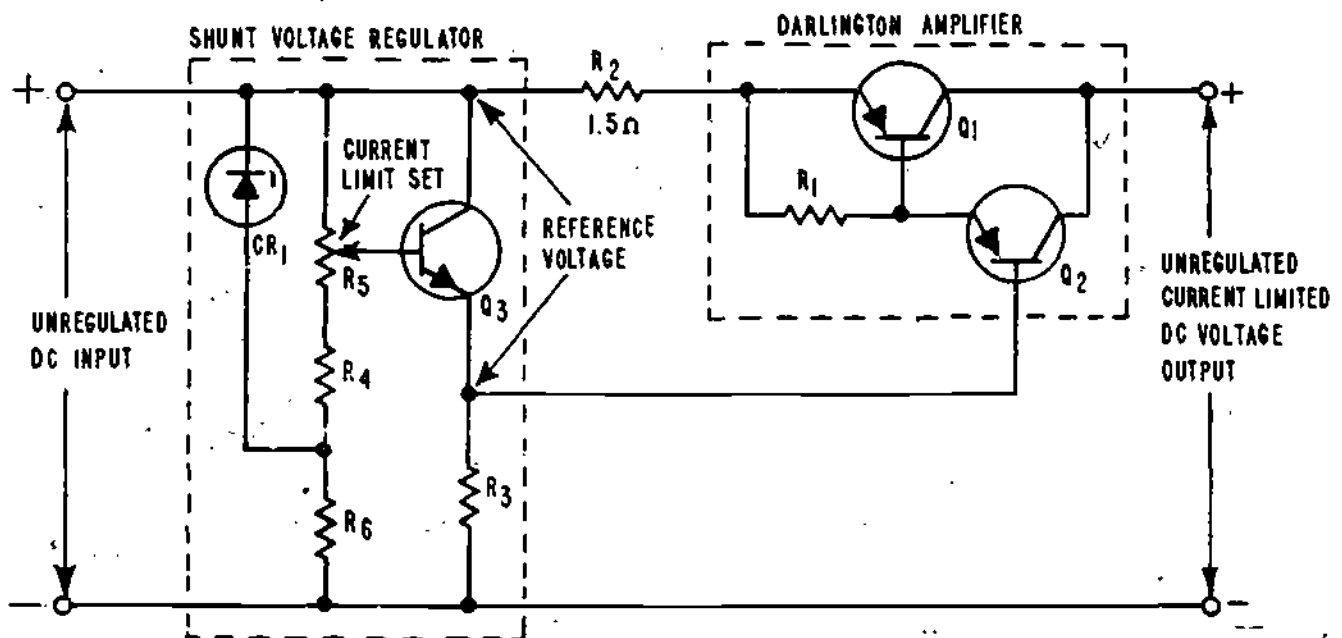 DARLINGTON AMPLIFIER
SHUNT VOLTAGE REGULATOR
R2
1.5Ω
+
+
Q1
CURRENT
LIMIT SET
R1
CR1
R5
Q3
REFERENCE
VOLTAGE
Q2
UNREGULATED
DC INPUT
UNREGULATED
CURRENT LIMITED
DC VOLTAGE
OUTPUT
R4
R3
R6
−
−